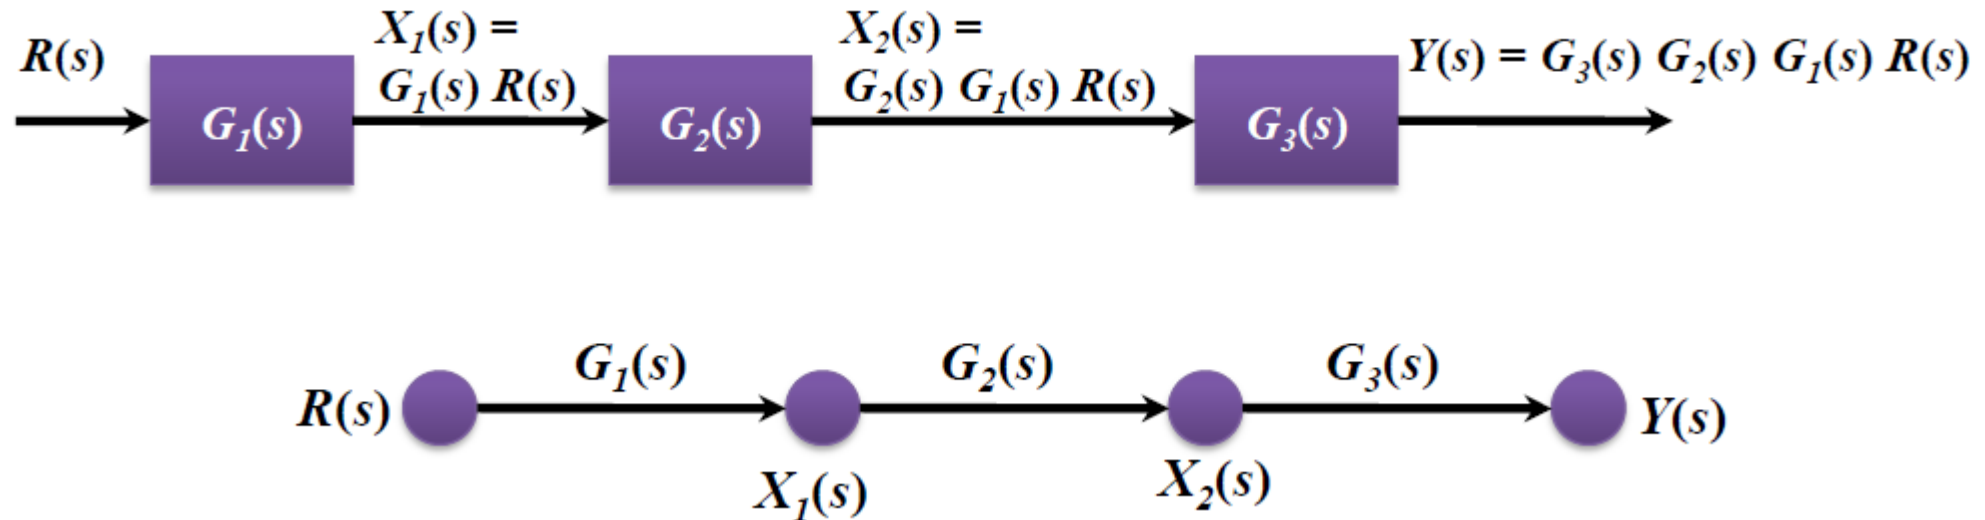 R(s)
X₁(s) =
G₁(s) R(s)
X₂(s) =
G₂(s) G₁(s) R(s)
Y(s) = G₃(s) G₂(s) G₁(s) R(s)
G₁(s)
G₂(s)
G₃(s)
G₁(s)
G₂(s)
G₃(s)
R(s)
Y(s)
X₁(s)
X₂(s)